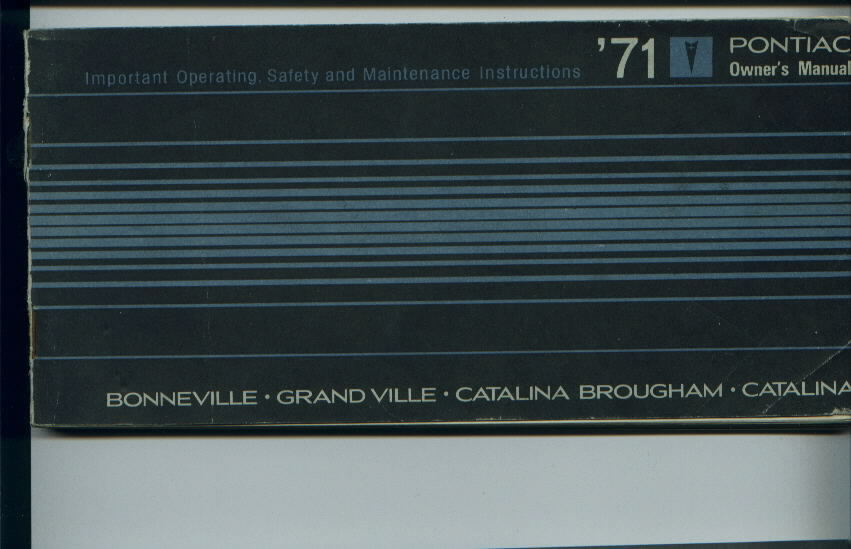 Important Operating. Safety and Maintenance Instructions '71 PONTIAC
Owner's Manual
BONNEVILLE · GRAND VILLE · CATALINA BROUGHAM · CATALINA